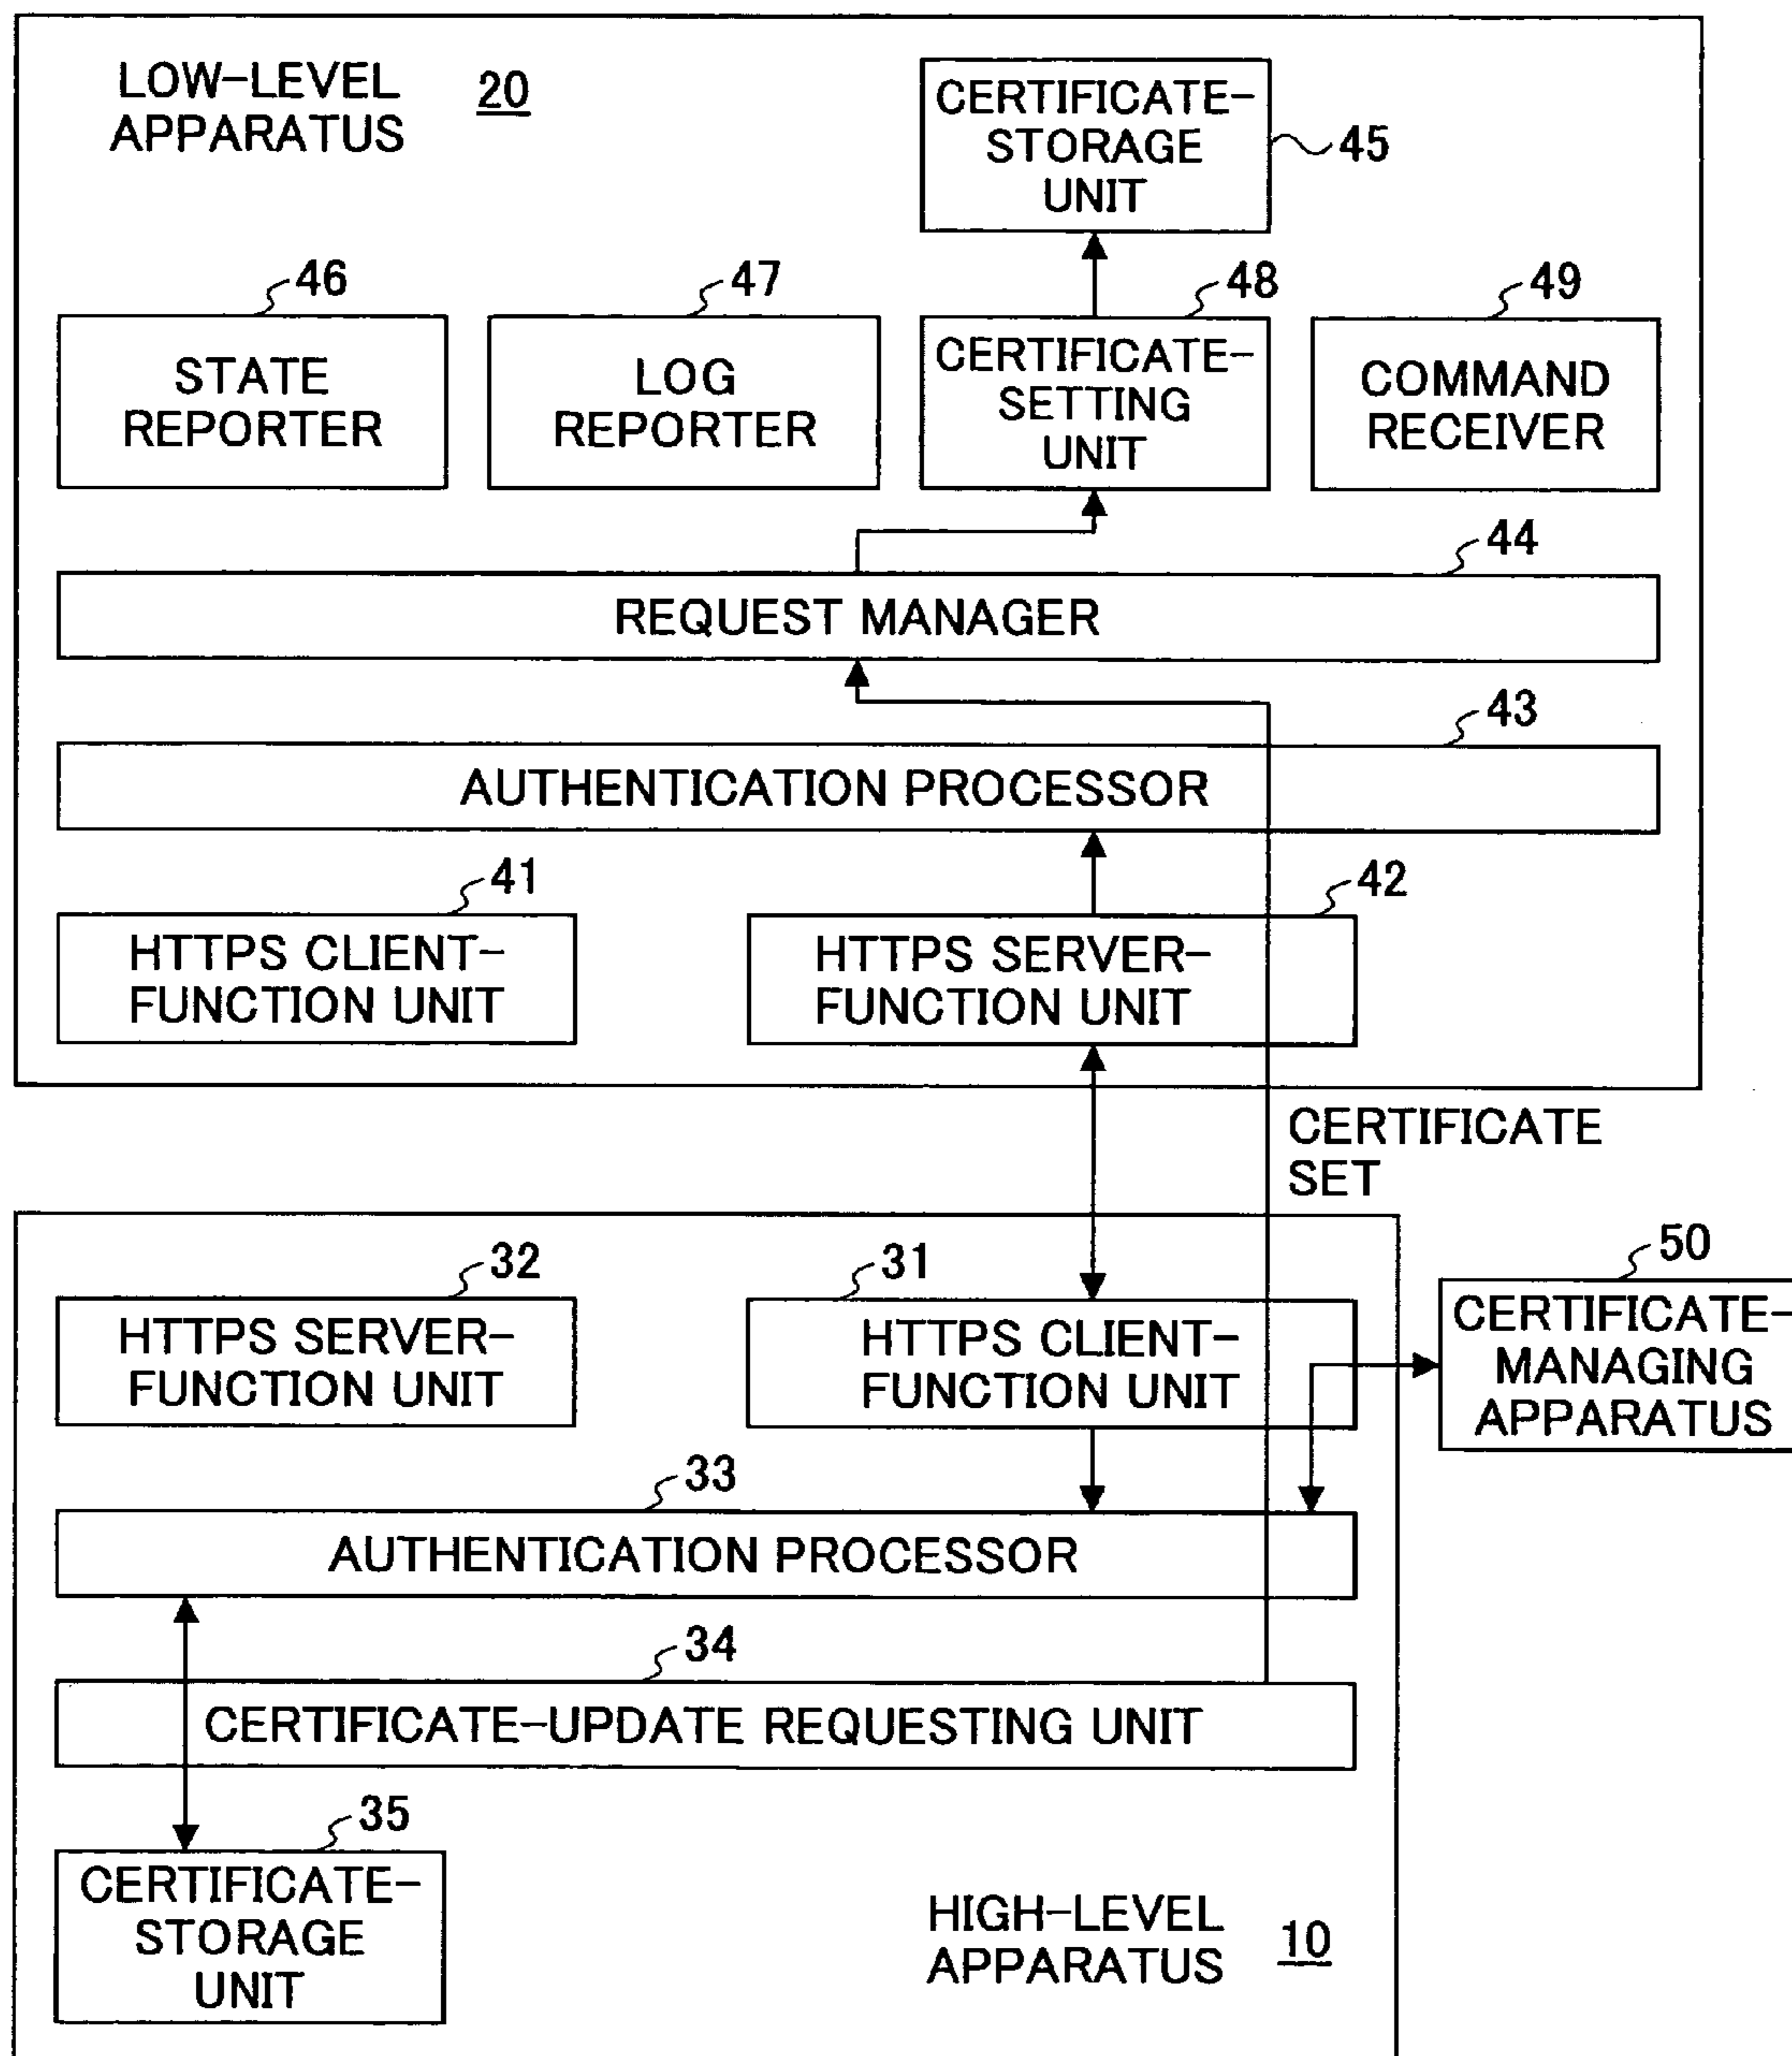 LOW-LEVEL
APPARATUS
20
CERTIFICATE-
STORAGE
UNIT
45
46
STATE
REPORTER
47
LOG
REPORTER
48
CERTIFICATE-
SETTING
UNIT
49
COMMAND
RECEIVER
44
REQUEST MANAGER
43
AUTHENTICATION PROCESSOR
41
HTTPS CLIENT-
FUNCTION UNIT
42
HTTPS SERVER-
FUNCTION UNIT
CERTIFICATE
SET
32
HTTPS SERVER-
FUNCTION UNIT
31
HTTPS CLIENT-
FUNCTION UNIT
50
CERTIFICATE-
MANAGING
APPARATUS
33
AUTHENTICATION PROCESSOR
34
CERTIFICATE-UPDATE REQUESTING UNIT
35
CERTIFICATE-
STORAGE
UNIT
HIGH-LEVEL
APPARATUS
10